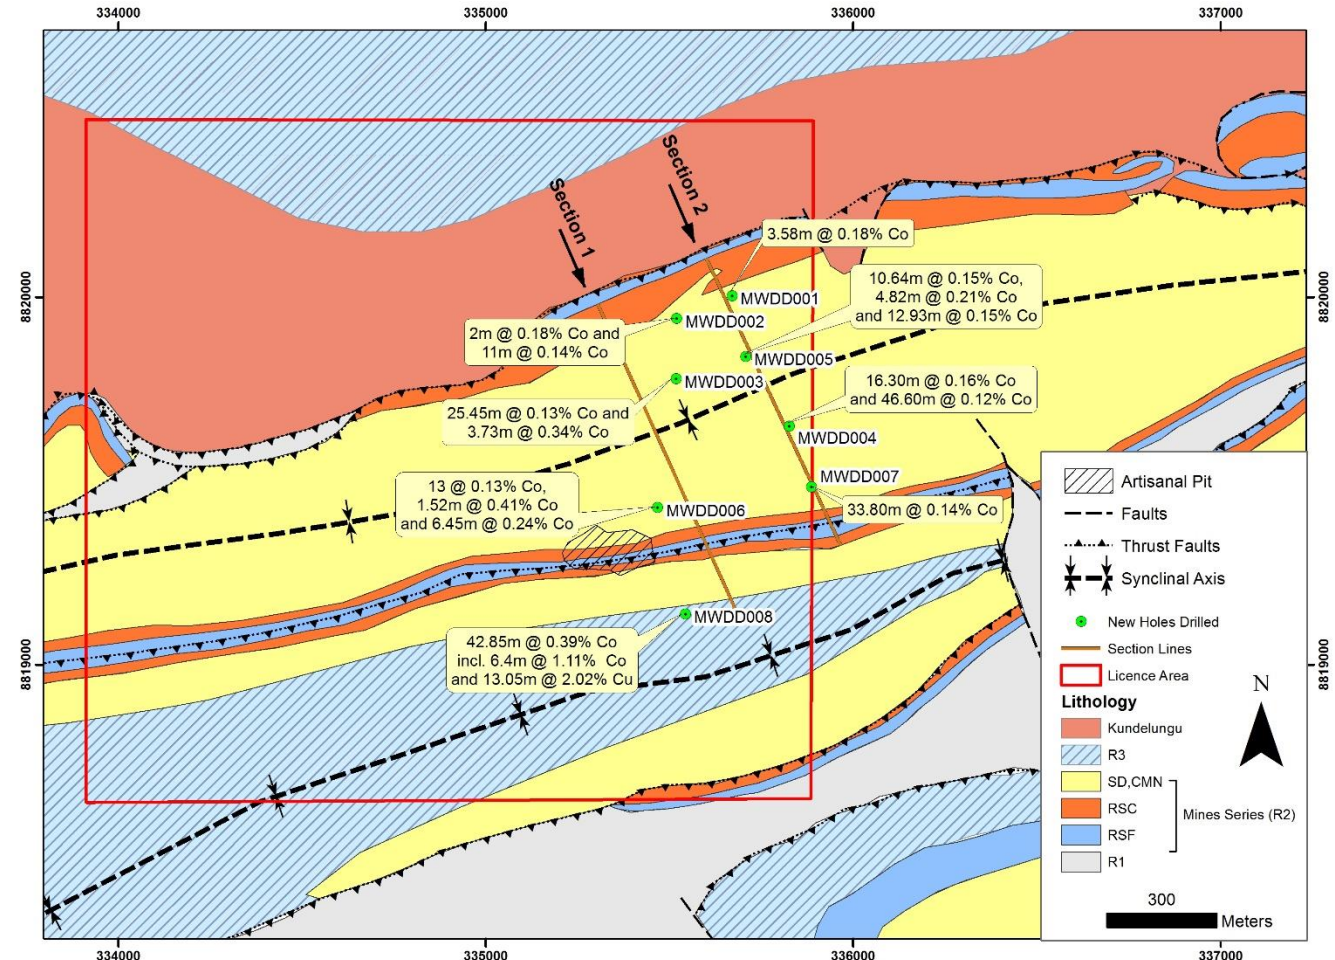 334000
335000
336000
337000
Section 1
Section 2
3.58m @ 0.18% Co
MWDD001
10.64m @ 0.15% Co,
4.82m @ 0.21% Co
and 12.93m @ 0.15% Co
8820000
8820000
2m @ 0.18% Co and
11m @ 0.14% Co
MWDD002
MWDD005
MWDD003
16.30m @ 0.16% Co
and 46.60m @ 0.12% Co
25.45m @ 0.13% Co and
3.73m @ 0.34% Co
MWDD004
13 @ 0.13% Co,
1.52m @ 0.41% Co
and 6.45m @ 0.24% Co
MWDD007
MWDD006
33.80m @ 0.14% Co
MWDD008
42.85m @ 0.39% Co
incl. 6.4m @ 1.11% Co
and 13.05m @ 2.02% Cu
8819000
8819000
Artisanal Pit
Faults
Thrust Faults
Synclinal Axis
New Holes Drilled
Section Lines
Licence Area
N
Lithology
Kundelungu
R3
SD,CMN
RSC
Mines Series (R2)
RSF
R1
300
Meters
334000
335000
336000
337000